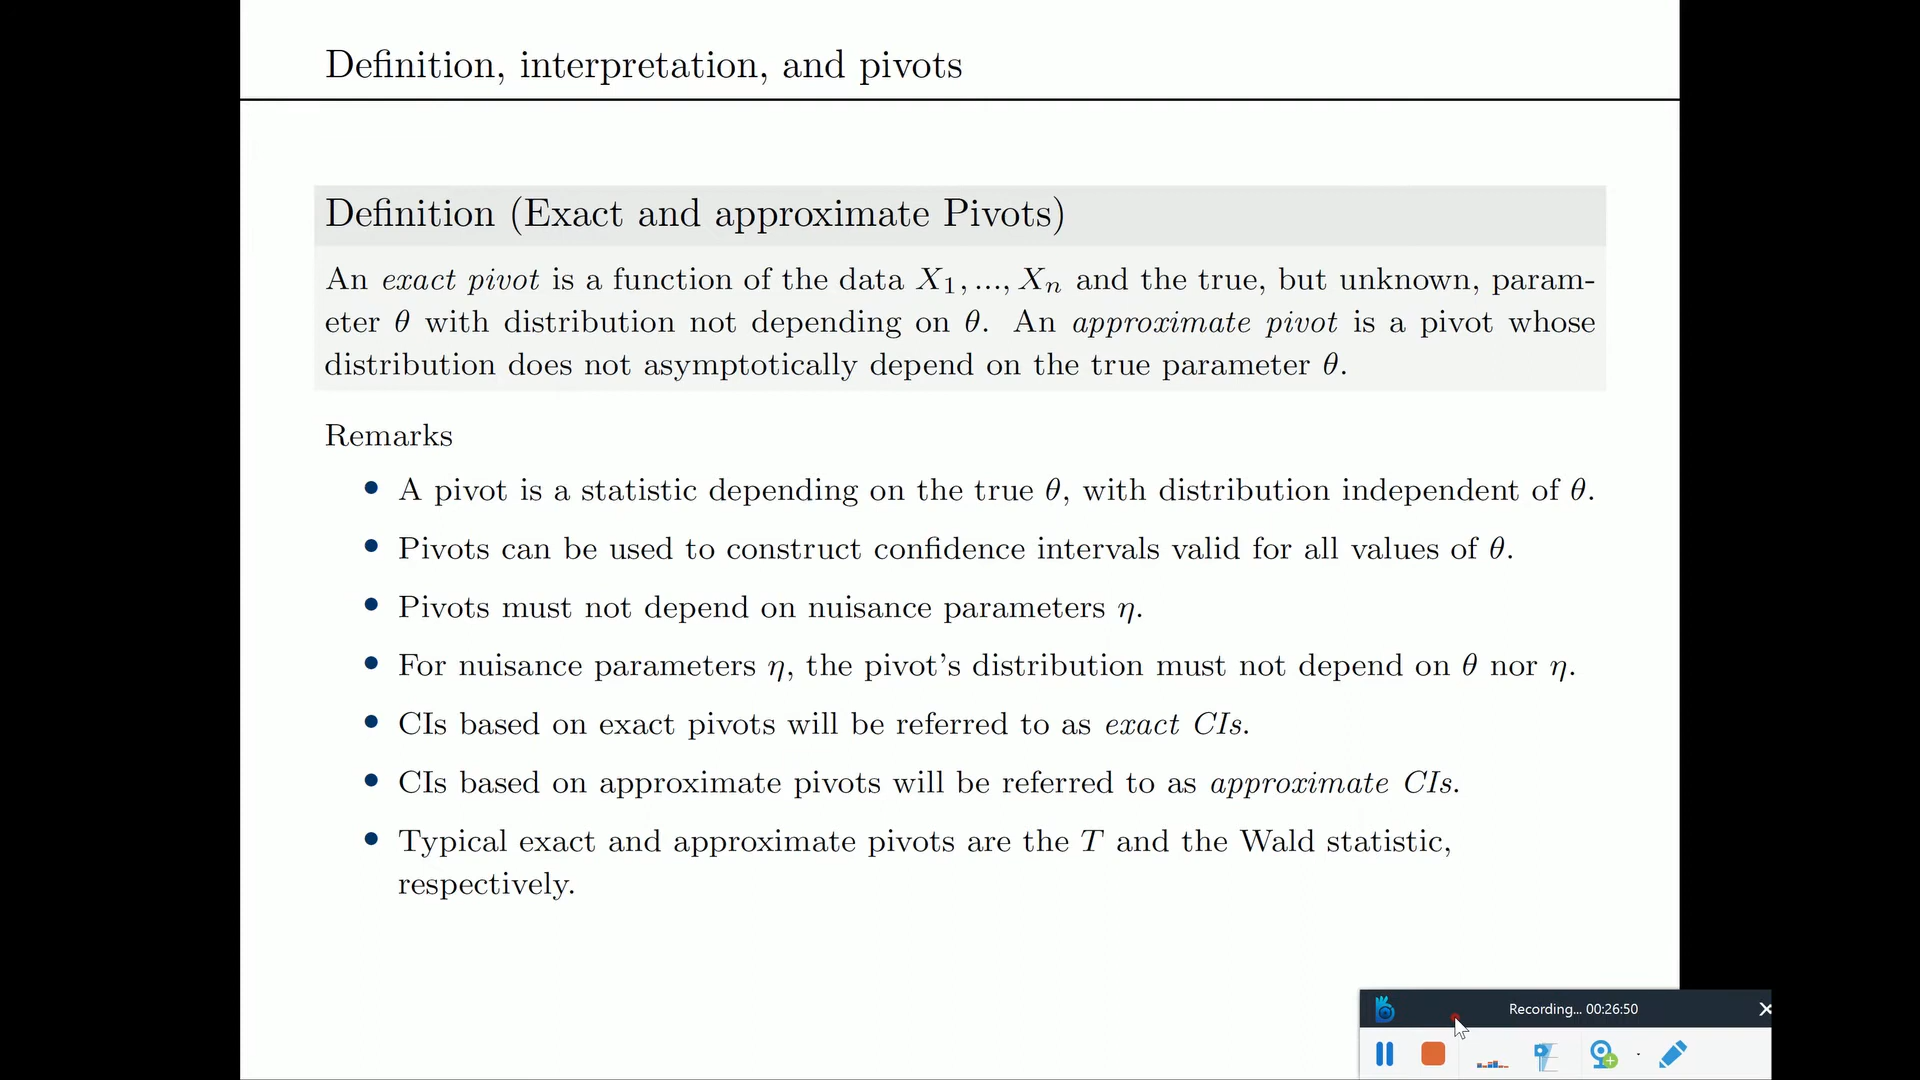 Definition, interpretation, and pivots
Definition (Exact and approximate Pivots)
An exact pivot is a function of the data X₁, ..., Xₙ and the true, but unknown, param-
eter θ with distribution not depending on θ. An approximate pivot is a pivot whose
distribution does not asymptotically depend on the true parameter θ.
Remarks
• A pivot is a statistic depending on the true θ, with distribution independent of θ.
• Pivots can be used to construct confidence intervals valid for all values of θ.
• Pivots must not depend on nuisance parameters η.
• For nuisance parameters η, the pivot's distribution must not depend on θ nor η.
• CIs based on exact pivots will be referred to as exact CIs.
• CIs based on approximate pivots will be referred to as approximate CIs.
• Typical exact and approximate pivots are the T and the Wald statistic,
respectively.
Recording... 00:26:50